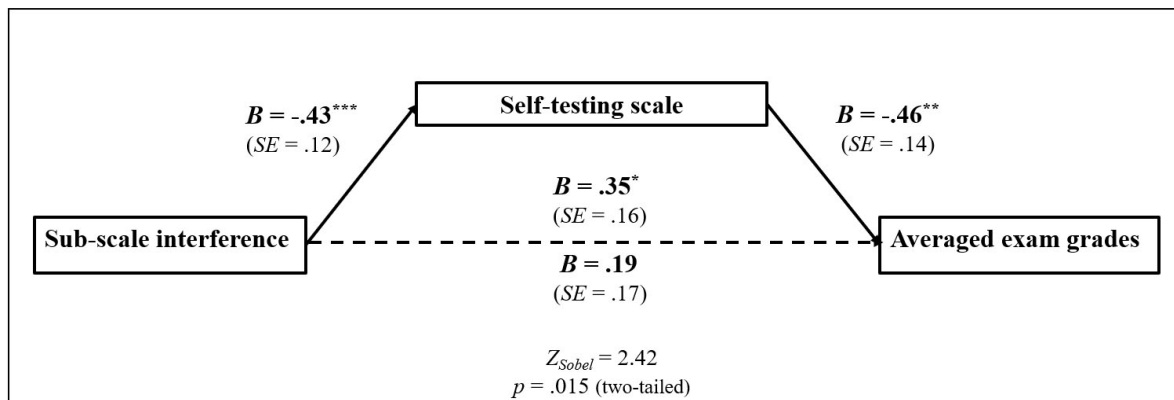 Self-testing scale
B = -.43***
(SE = .12)
B = -.46**
(SE = .14)
B = .35*
(SE = .16)
Sub-scale interference
Averaged exam grades
B = .19
(SE = .17)
Z_Sobel = 2.42
p = .015 (two-tailed)